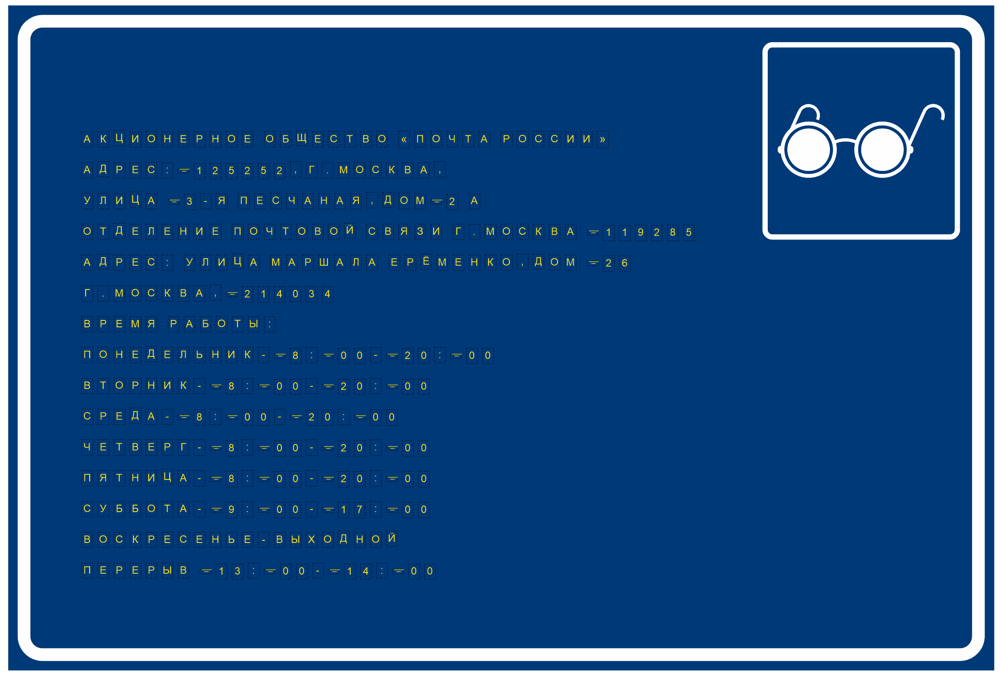 АКЦИОНЕРНОЕ ОБЩЕСТВО «ПОЧТА РОССИИ»
АДРЕС:=125252,Г.МОСКВА,
УЛИЦА =3-Я ПЕСЧАНАЯ,ДОМ=2 А
ОТДЕЛЕНИЕ ПОЧТОВОЙ СВЯЗИ Г.МОСКВА =119285
АДРЕС: УЛИЦА МАРШАЛА ЕРЁМЕНКО,ДОМ =26
Г.МОСКВА,=214034
ВРЕМЯ РАБОТЫ:
ПОНЕДЕЛЬНИК-=8:=00-=20:=00
ВТОРНИК-=8:=00-=20:=00
СРЕДА-=8:=00-=20:=00
ЧЕТВЕРГ-=8:=00-=20:=00
ПЯТНИЦА-=8:=00-=20:=00
СУББОТА-=9:=00-=17:=00
ВОСКРЕСЕНЬЕ-ВЫХОДНОЙ
ПЕРЕРЫВ =13:=00-=14:=00